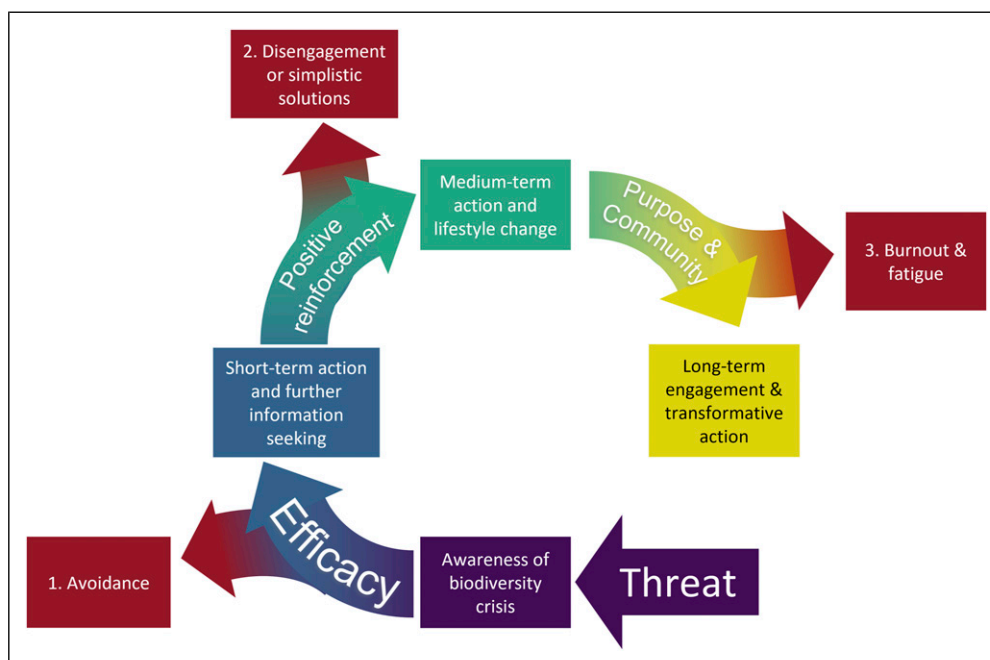 2. Disengagement
or simplistic
solutions
Medium-term
action and
lifestyle change
Positive
reinforcement
Purpose &
Community
3. Burnout &
fatigue
Short-term action
and further
information
seeking
Long-term
engagement &
transformative
action
Efficacy
1. Avoidance
Awareness of
biodiversity
crisis
Threat